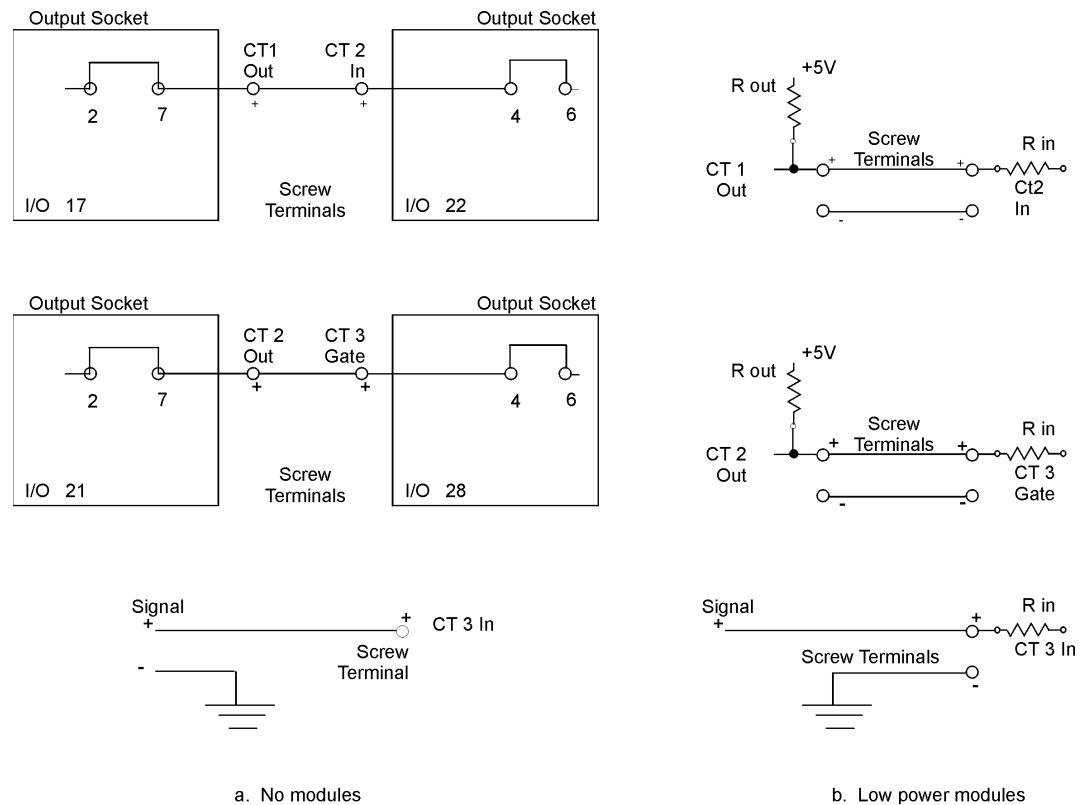 Output Socket
Output Socket
CT1
Out
CT 2
In
+
+
2
7
4
6
Screw
Terminals
I/O 17
I/O 22
+5V
R out
Screw
Terminals
R in
CT 1
Out
+
+
Ct2
In
-
-
Output Socket
Output Socket
CT 2
Out
CT 3
Gate
+
+
2
7
4
6
Screw
Terminals
I/O 21
I/O 28
+5V
R out
Screw
Terminals
R in
CT 2
Out
+
+
CT 3
Gate
-
-
Signal
+
+
CT 3 In
-
Screw
Terminal
Signal
+
+
R in
CT 3 In
Screw Terminals
-
a. No modules
b. Low power modules